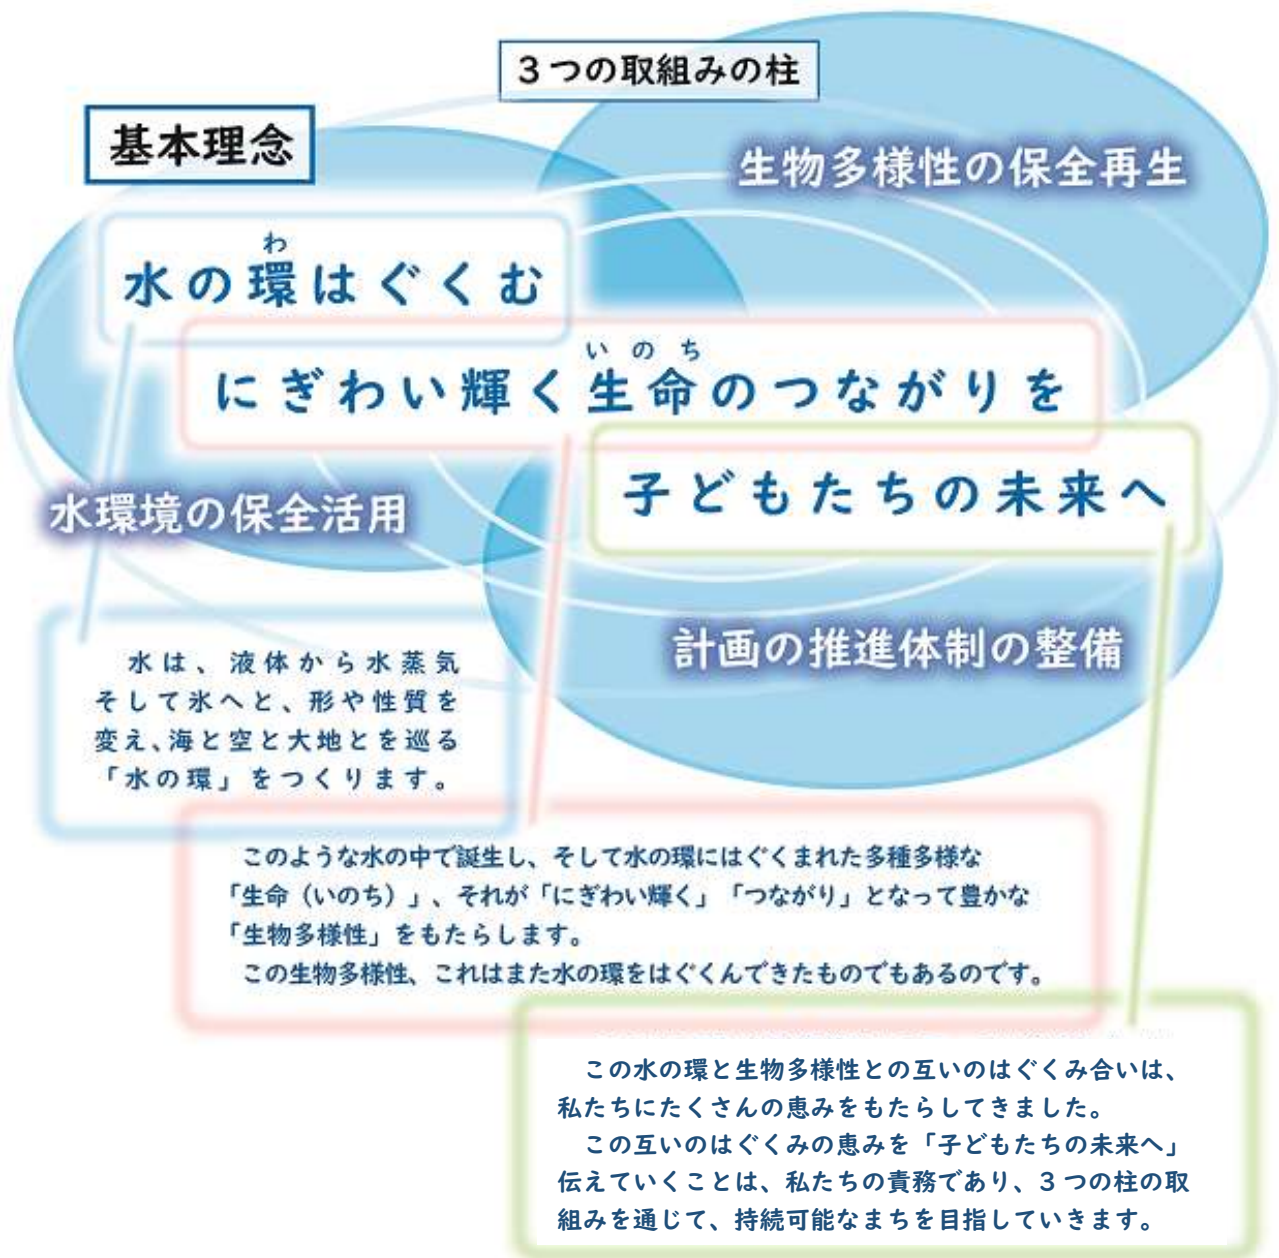 3つの取組みの柱
基本理念
生物多様性の保全再生
わ
水の環はぐくむ
いのち
にぎわい輝く生命のつながりを
子どもたちの未来へ
水環境の保全活用
計画の推進体制の整備
水は、液体から水蒸気
そして氷へと、形や性質を
変え、海と空と大地とを巡る
「水の環」をつくります。
このような水の中で誕生し、そして水の環にはぐくまれた多種多様な
「生命（いのち）」、それが「にぎわい輝く」「つながり」となって豊かな
「生物多様性」をもたらします。
この生物多様性、これはまた水の環をはぐくんできたものでもあるのです。
この水の環と生物多様性との互いのはぐくみ合いは、
私たちにたくさんの恵みをもたらしてきました。
この互いのはぐくみの恵みを「子どもたちの未来へ」
伝えていくことは、私たちの責務であり、3つの柱の取
組みを通じて、持続可能なまちを目指していきます。